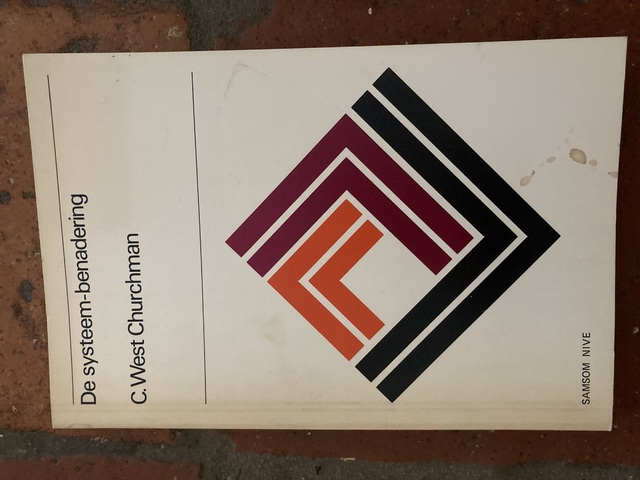 De systeem-benadering
C. West Churchman
SAMSOM NIVE